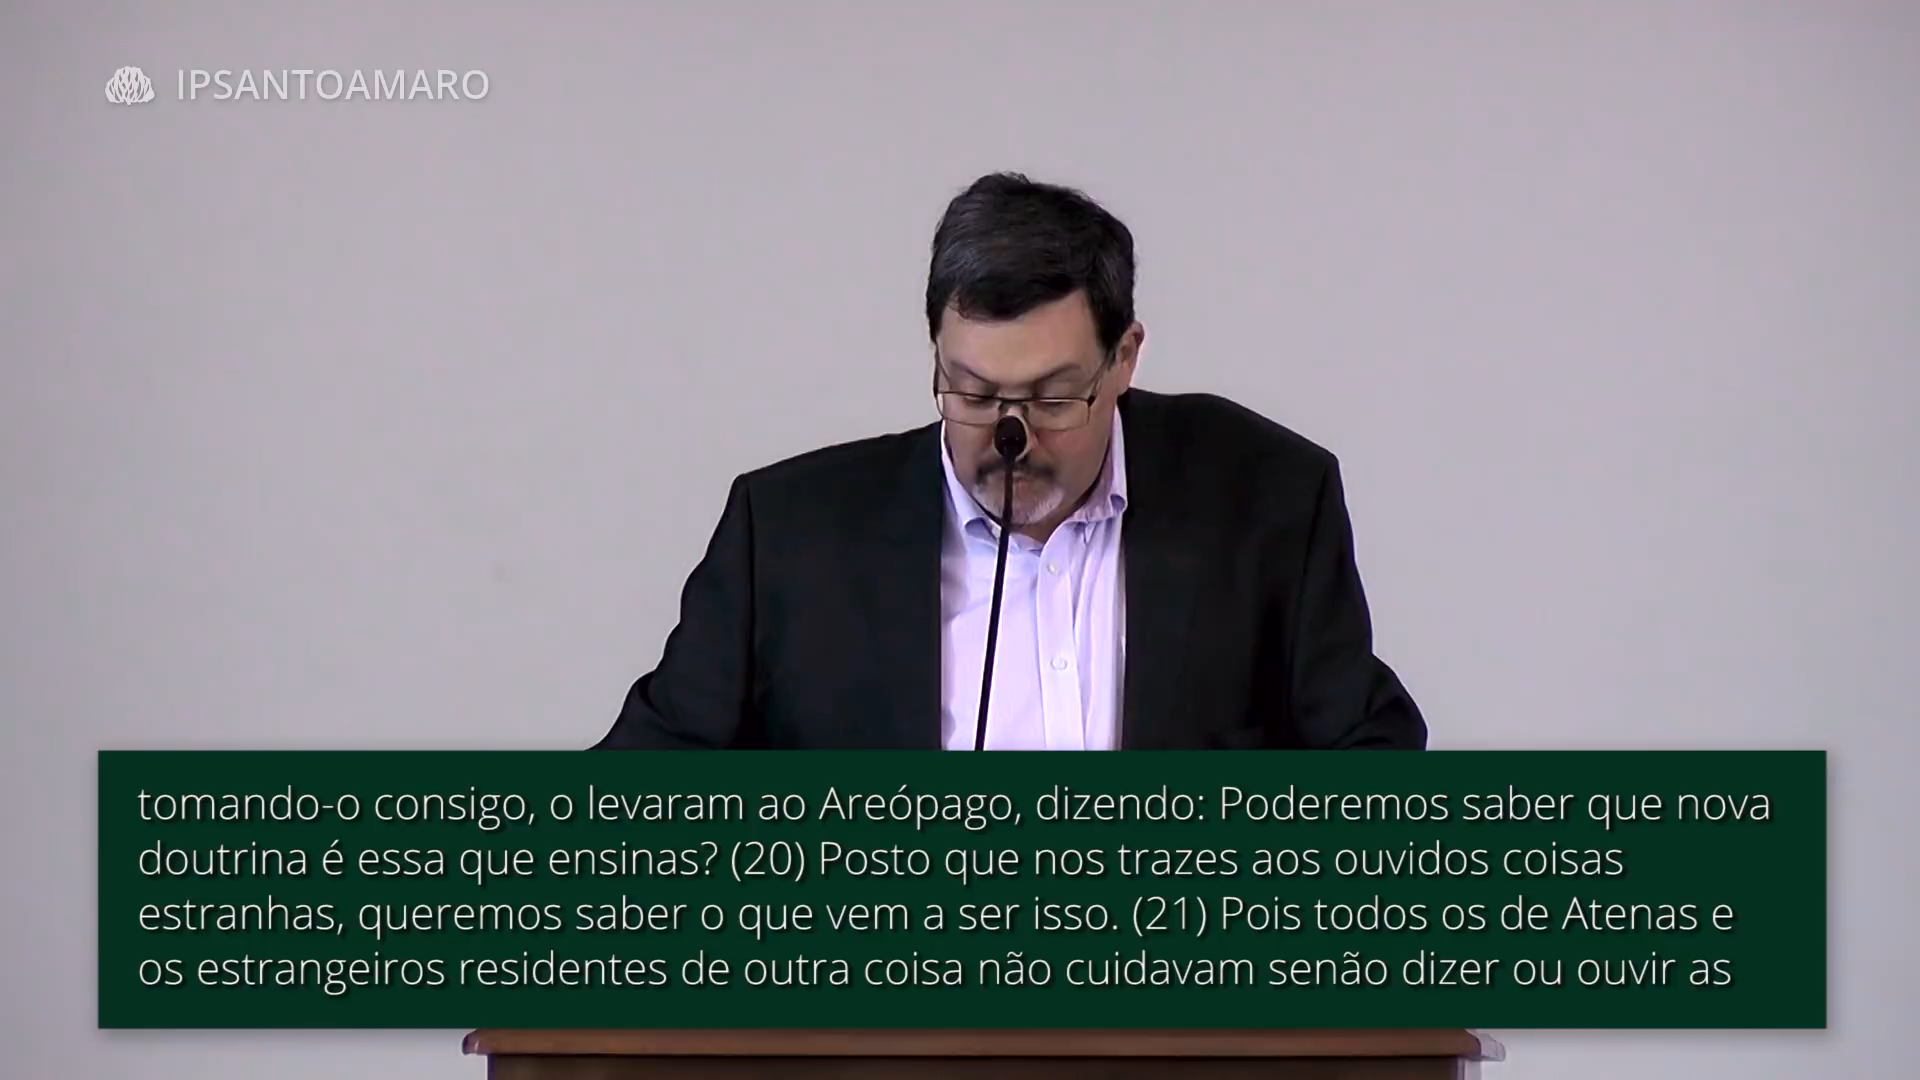 IPSANTOAMARO
tomando-o consigo, o levaram ao Areópago, dizendo: Poderemos saber que nova
doutrina é essa que ensinas? (20) Posto que nos trazes aos ouvidos coisas
estranhas, queremos saber o que vem a ser isso. (21) Pois todos os de Atenas e
os estrangeiros residentes de outra coisa não cuidavam senão dizer ou ouvir as